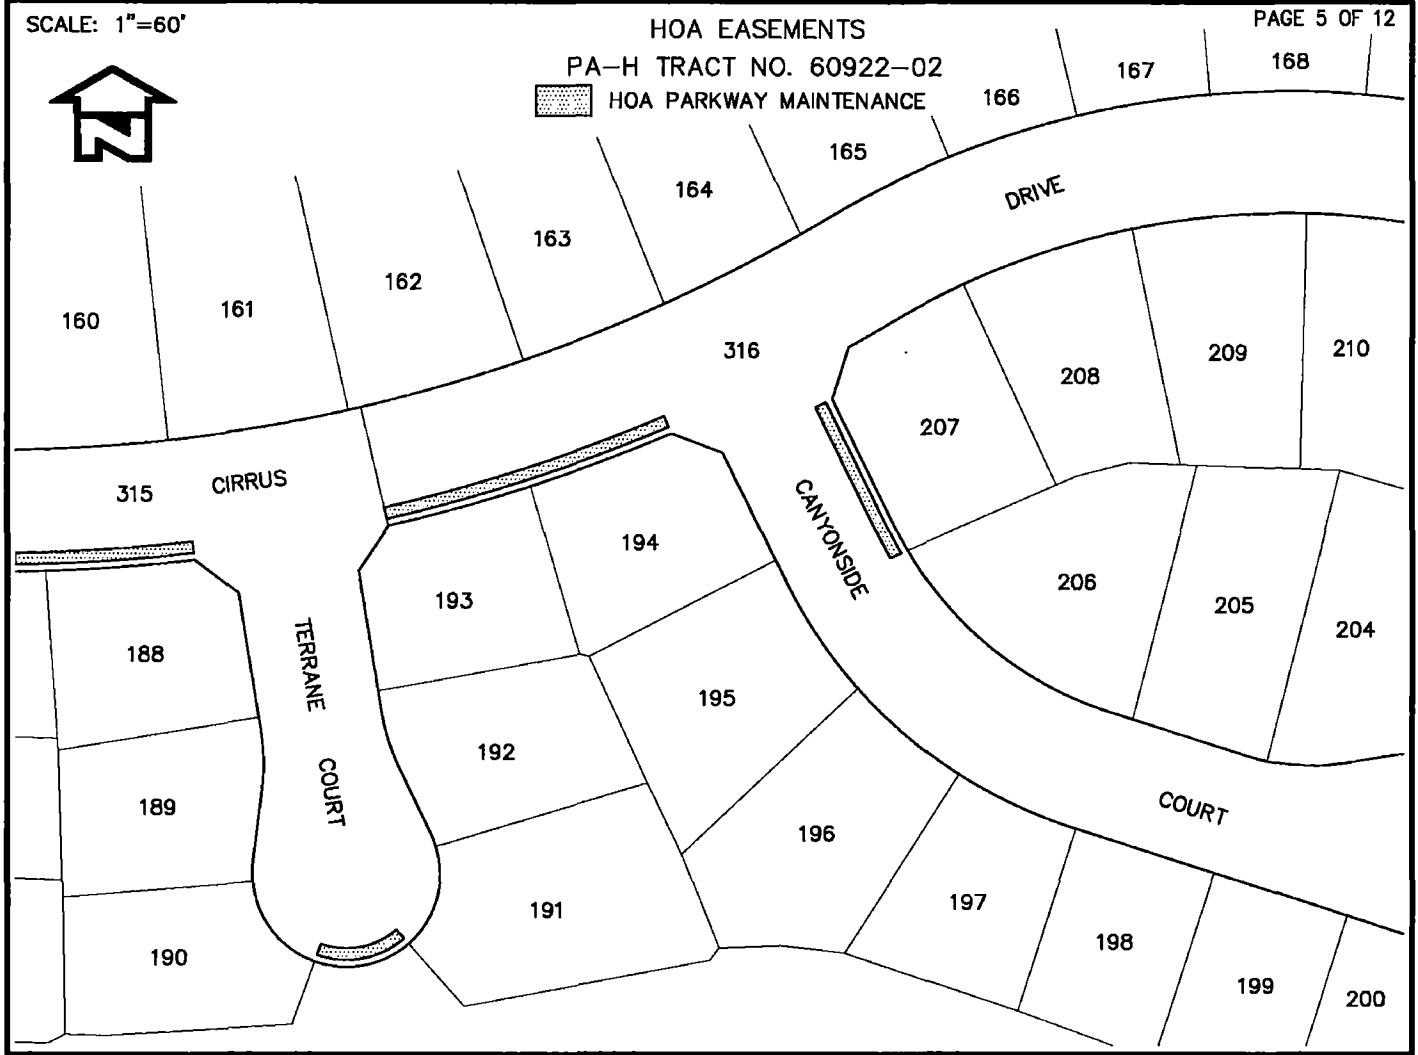 SCALE: 1"=60'
HOA EASEMENTS
PAGE 5 OF 12
PA-H TRACT NO. 60922-02
HOA PARKWAY MAINTENANCE
N
160
161
162
163
164
165
166
167
168
DRIVE
316
207
208
209
210
315
CIRRUS
CANYONSIDE
194
193
206
205
204
188
TERRANE
COURT
195
192
189
196
COURT
191
190
197
198
199
200